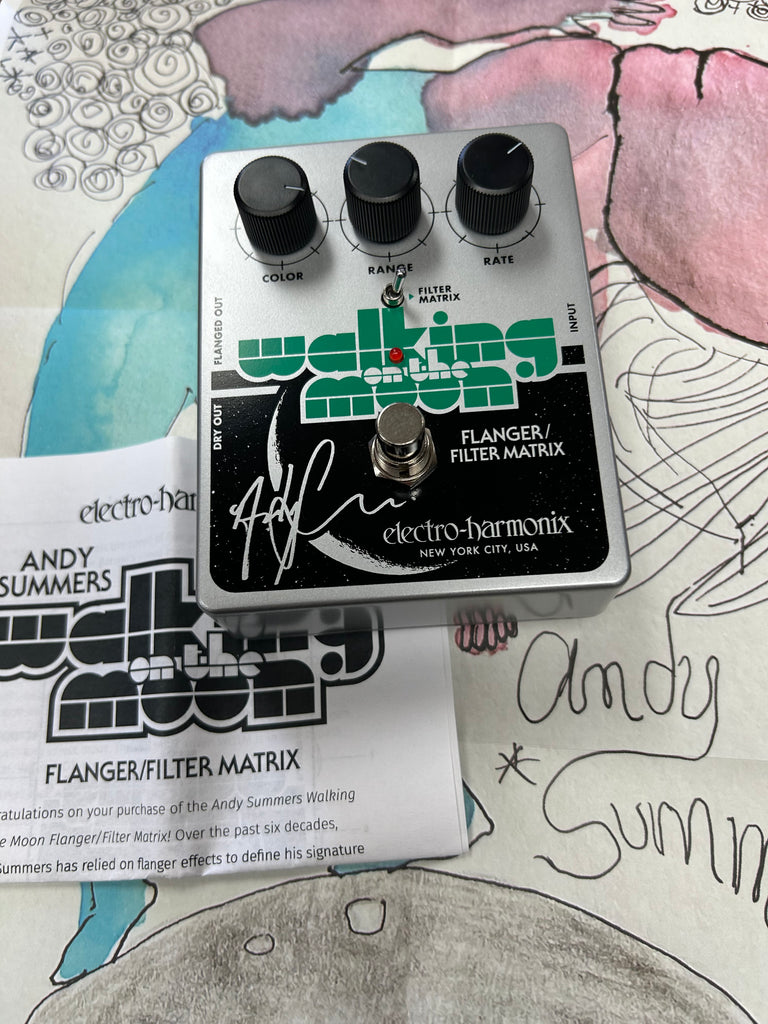 COLOR
RANGE
RATE
FILTER
MATRIX
FLANGED OUT
INPUT
DRY OUT
walking
on the
moon
FLANGER/
FILTER MATRIX
Andy
electro-harmonix
NEW YORK CITY, USA
electro-har
ANDY
SUMMERS
walking
on the
moon
FLANGER/FILTER MATRIX
ratulations on your purchase of the Andy Summers Walking
e Moon Flanger/Filter Matrix! Over the past six decades,
Summers has relied on flanger effects to define his signature
Andy
Summ